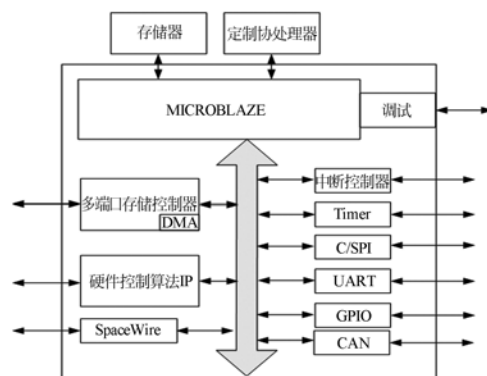 存储器
定制协处理器
MICROBLAZE
调试
多端口存储控制器
DMA
硬件控制算法IP
SpaceWire
中断控制器
Timer
C/SPI
UART
GPIO
CAN